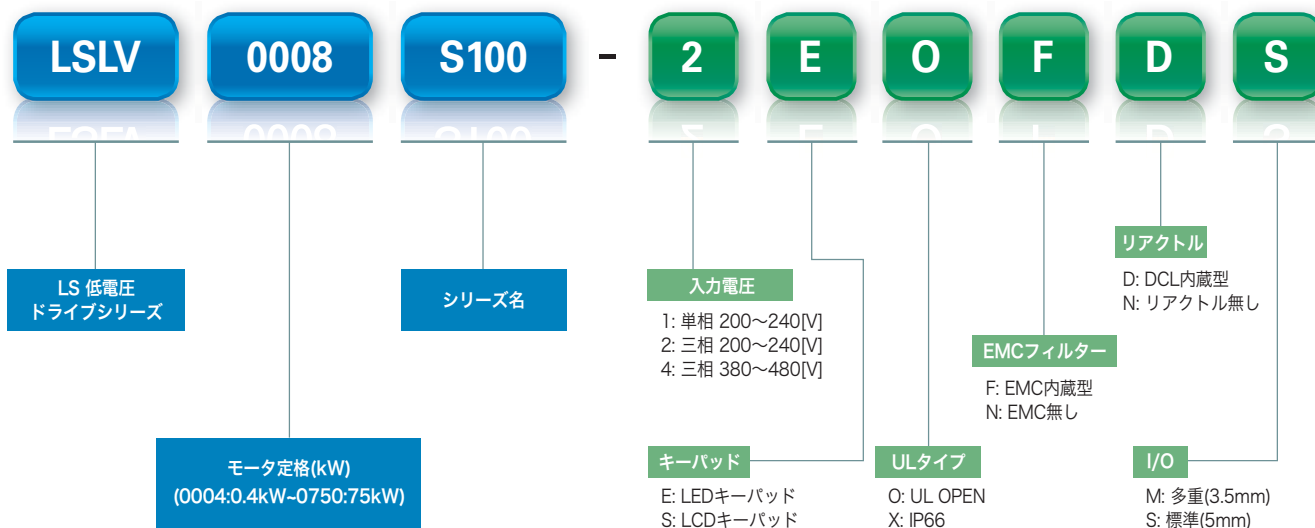 LSLV 0008 S100 - 2 E O F D S
LS 低電圧
ドライブシリーズ
モータ定格(kW)
(0004:0.4kW~0750:75kW)
シリーズ名
入力電圧
1: 単相 200～240[V]
2: 三相 200～240[V]
4: 三相 380～480[V]
キーパッド
E: LEDキーパッド
S: LCDキーパッド
ULタイプ
O: UL OPEN
X: IP66
EMCフィルター
F: EMC内蔵型
N: EMC無し
リアクトル
D: DCL内蔵型
N: リアクトル無し
I/O
M: 多重(3.5mm)
S: 標準(5mm)